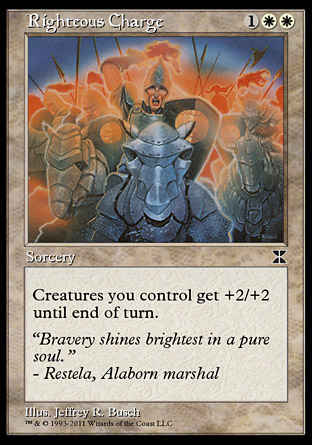 Righteous Charge 1
Sorcery
Creatures you control get +2/+2
until end of turn.
“Bravery shines brightest in a pure
soul.”
- Restela, Alaborn marshal
Illus. Jeffrey R. Busch
™ & © 1993-2011 Wizards of the Coast LLC